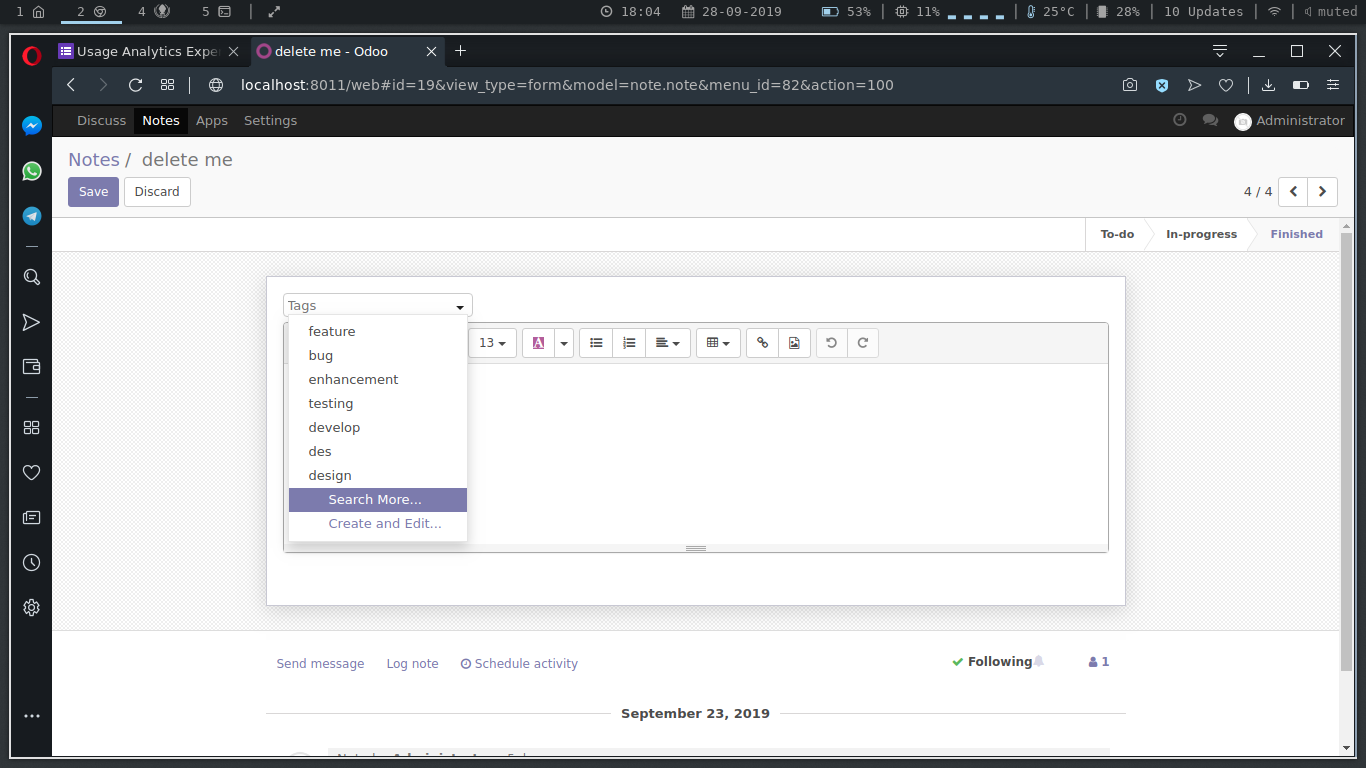 1 2 4 5 18:04 28-09-2019 53% 11% 25°C 28% 10 Updates muted
Usage Analytics Expe delete me - Odoo
localhost:8011/web#id=19&view_type=form&model=note.note&menu_id=82&action=100
Discuss Notes Apps Settings Administrator
Notes / delete me
Save Discard 4 / 4
To-do In-progress Finished
Tags
feature
13 A
bug
enhancement
testing
develop
des
design
Search More...
Create and Edit...
Send message Log note Schedule activity Following 1
September 23, 2019